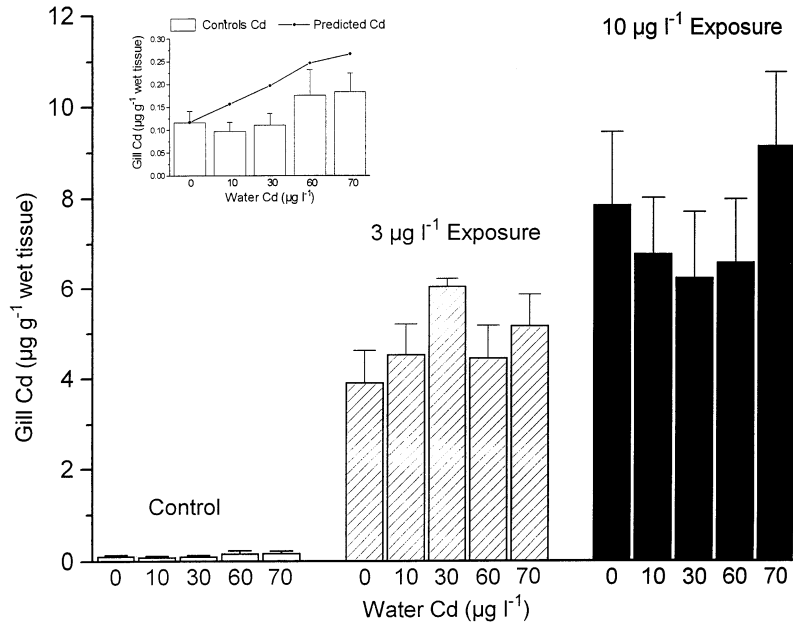 10 µg l⁻¹ Exposure
Controls Cd
Predicted Cd
0.30
0.25
0.20
0.15
0.10
0.05
0.00
Gill Cd (µg g⁻¹ wet tissue)
0 10 30 60 70
Water Cd (µg l⁻¹)
3 µg l⁻¹ Exposure
Control
12
10
8
6
4
2
0
Gill Cd (µg g⁻¹ wet tissue)
0 10 30 60 70 0 10 30 60 70 0 10 30 60 70
Water Cd (µg l⁻¹)